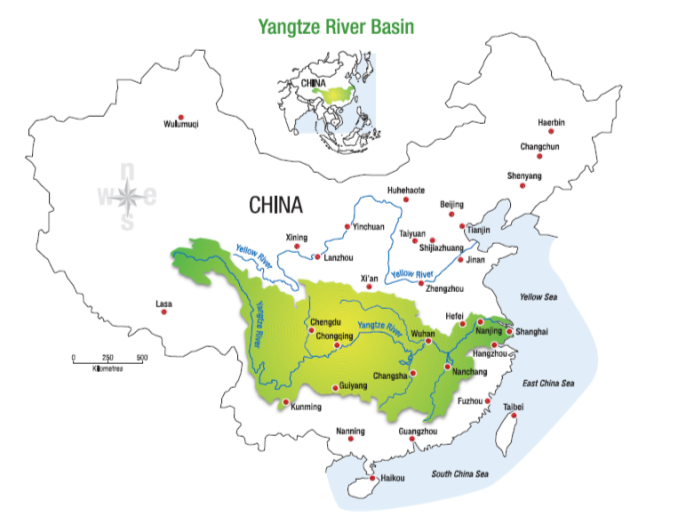 Yangtze River Basin
CHINA
Wulumuqi
Haerbin
Changchun
Shenyang
n
w e
s
CHINA
Huhehaote
Beijing
Tianjin
Yinchuan
Taiyuan
Shijiazhuang
Xining
Lanzhou
Jinan
Yellow River
Yellow River
Xi'an
Zhengzhou
Yellow Sea
Lasa
Yangtze River
Chengdu
Chongqing
Yangtze River
Wuhan
Hefei
Nanjing
Shanghai
Hangzhou
0 250 500
Kilometres
Changsha
Nanchang
Guiyang
East China Sea
Kunming
Fuzhou
Taibei
Nanning
Guangzhou
Haikou
South China Sea